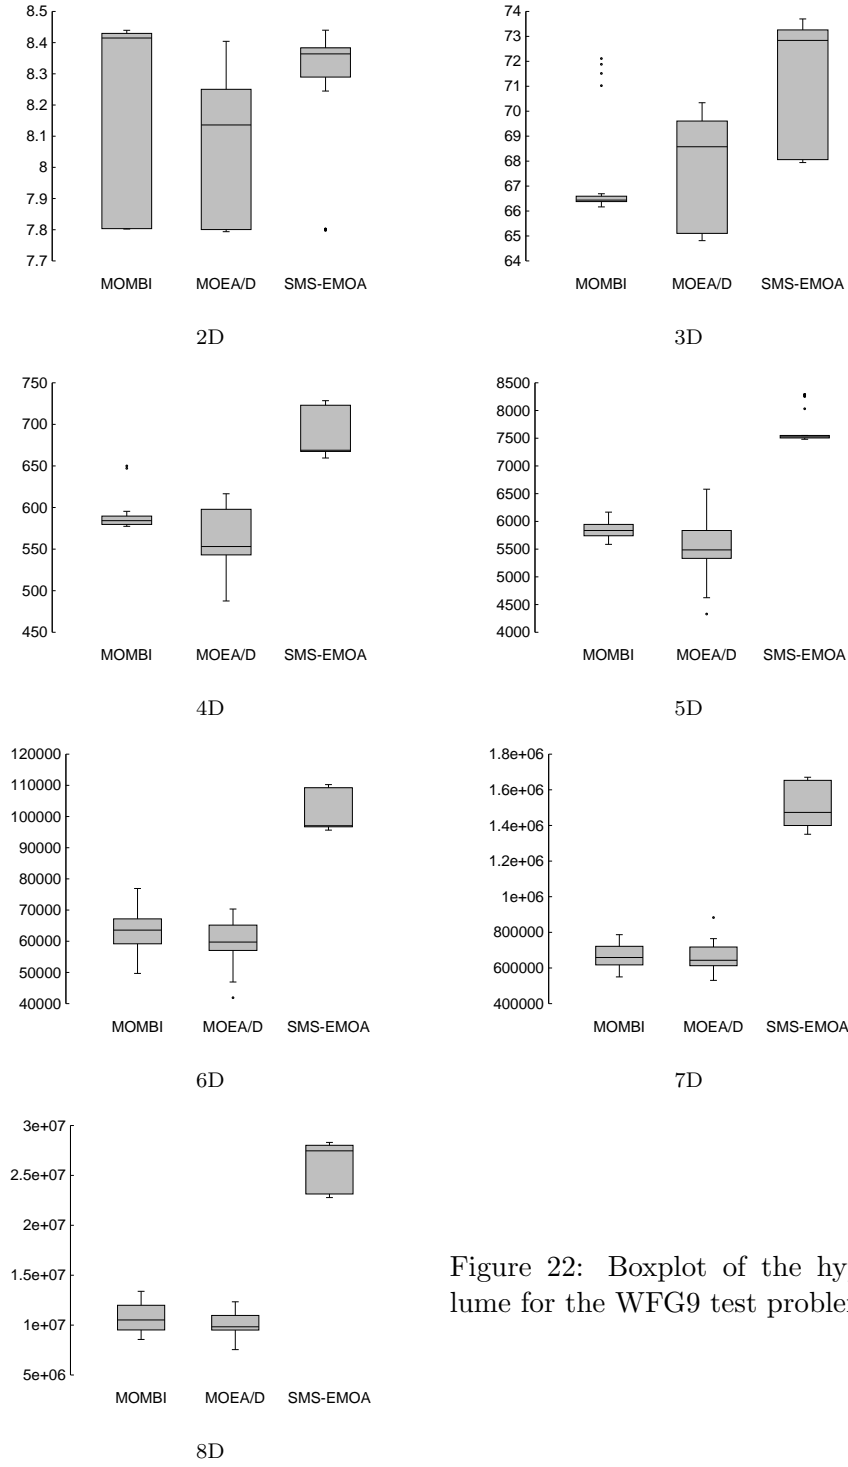 8.5
8.4
8.3
8.2
8.1
8
7.9
7.8
7.7
MOMBI MOEA/D SMS-EMOA
2D
74
73
72
71
70
69
68
67
66
65
64
MOMBI MOEA/D SMS-EMOA
3D
750
700
650
600
550
500
450
MOMBI MOEA/D SMS-EMOA
4D
8500
8000
7500
7000
6500
6000
5500
5000
4500
4000
MOMBI MOEA/D SMS-EMOA
5D
120000
110000
100000
90000
80000
70000
60000
50000
40000
MOMBI MOEA/D SMS-EMOA
6D
1.8e+06
1.6e+06
1.4e+06
1.2e+06
1e+06
800000
600000
400000
MOMBI MOEA/D SMS-EMOA
7D
3e+07
2.5e+07
2e+07
1.5e+07
1e+07
5e+06
MOMBI MOEA/D SMS-EMOA
8D
Figure 22: Boxplot of the hy
lume for the WFG9 test proble